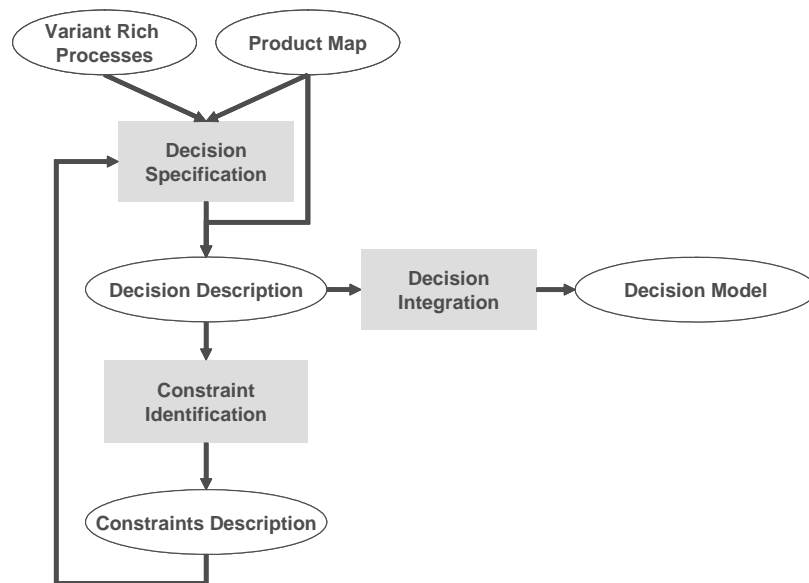 Variant Rich
Processes
Product Map
Decision
Specification
Decision Description
Decision
Integration
Decision Model
Constraint
Identification
Constraints Description